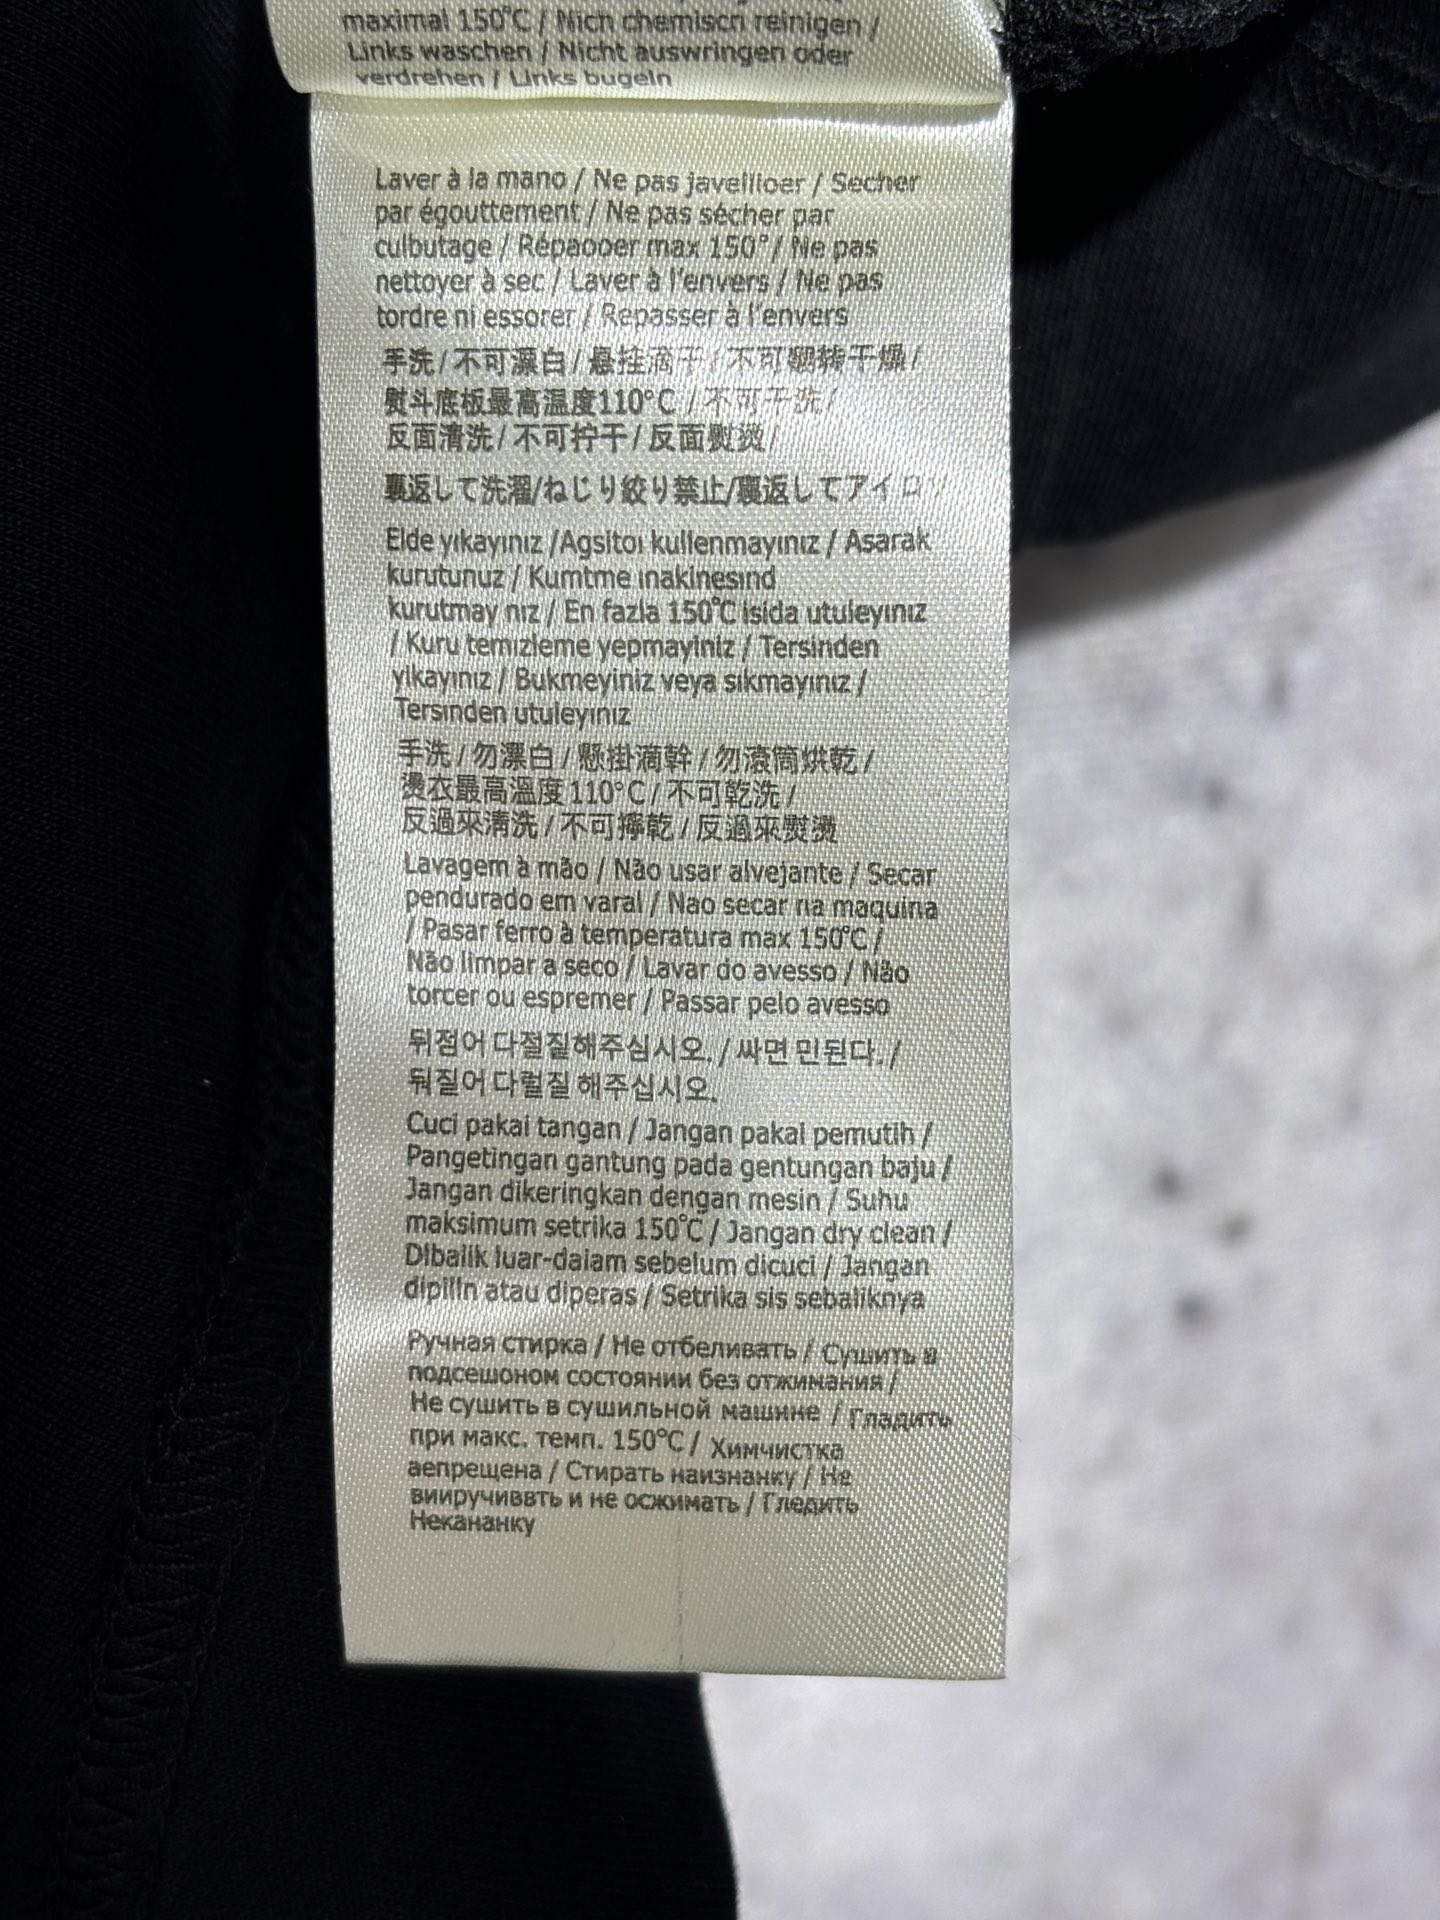 maximal 150°C / Nich chemiscn reinigen /
Links waschen / Nicht auswringen oder
verdrehen / Links bugeln
Laver à la mano / Ne pas javellioer / Secher
par égouttement / Ne pas sécher par
culbutage / Répaooer max 150°/ Ne pas
nettoyer à sec / Laver à l'envers / Ne pas
tordre ni essorer / Repasser à l'envers
手洗/不可漂白/悬挂滴干/不可翻转干燥/
熨斗底板最高温度110°C /不可干洗/
反面清洗/不可拧干/反面熨烫/
裏返して洗濯/ねじり絞り禁止/裏返してアイロ/
Elde yıkayınız /Agsitoı kullenmayınız / Asarak
kurutunuz / Kumtme ınakinesınd
kurutmay nız / En fazla 150°C isida utuleyınız
/ Kuru temızleme yepmayiniz / Tersinden
yikayınız / Bukmeyiniz veya sıkmayınız /
Tersınden utuleyınız
手洗/勿漂白/懸掛滴幹/勿滾筒烘乾/
燙衣最高溫度110°C/不可乾洗/
反過來清洗/不可擰乾/反過來熨燙
Lavagem à mão / Não usar alvejante / Secar
pendurado em varal / Nao secar na maquina
/ Pasar ferro à temperatura max 150°C /
Não limpar a seco / Lavar do avesso / Não
torcer ou espremer / Passar pelo avesso
뒤점어 다절질해주십시오. / 싸면 민된다. /
둬질어 다럴질 해주십시오.
Cuci pakai tangan / Jangan pakal pemutih /
Pangetingan gantung pada gentungan baju /
Jangan dikeringkan dengan mesin / Suhu
maksimum setrika 150°C / Jangan dry clean /
Dlbalik luar-daiam sebelum dicuci / Jangan
dipilln atau diperas / Setrika sis sebaliknya
Ручная стирка / Не отбеливать / Сушить в
подсешоном состоянии без отжимания /
Не сушить в сушильной машине / Гладить
при макс. темп. 150°C / Химчистка
аепрещена / Стирать наизнанку / Не
вииручиввть и не осжимать / Гледить
Некананку